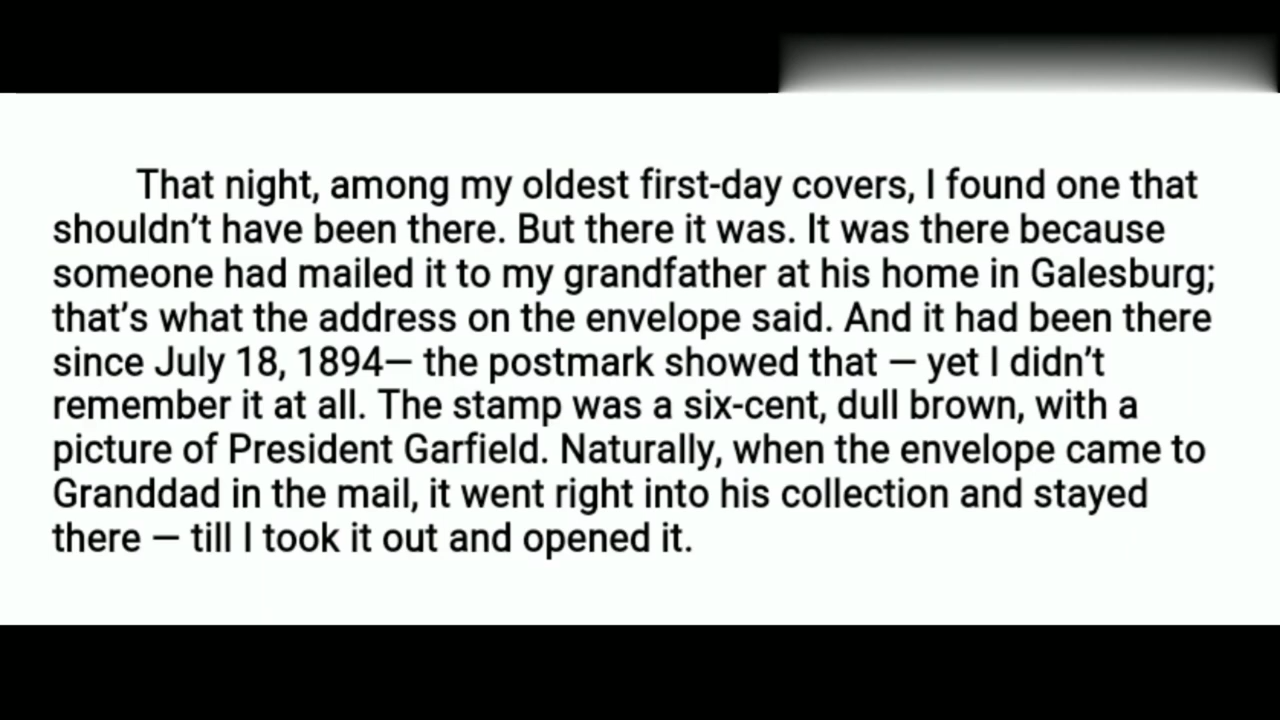 That night, among my oldest first-day covers, I found one that
shouldn’t have been there. But there it was. It was there because
someone had mailed it to my grandfather at his home in Galesburg;
that’s what the address on the envelope said. And it had been there
since July 18, 1894— the postmark showed that — yet I didn’t
remember it at all. The stamp was a six-cent, dull brown, with a
picture of President Garfield. Naturally, when the envelope came to
Granddad in the mail, it went right into his collection and stayed
there — till I took it out and opened it.